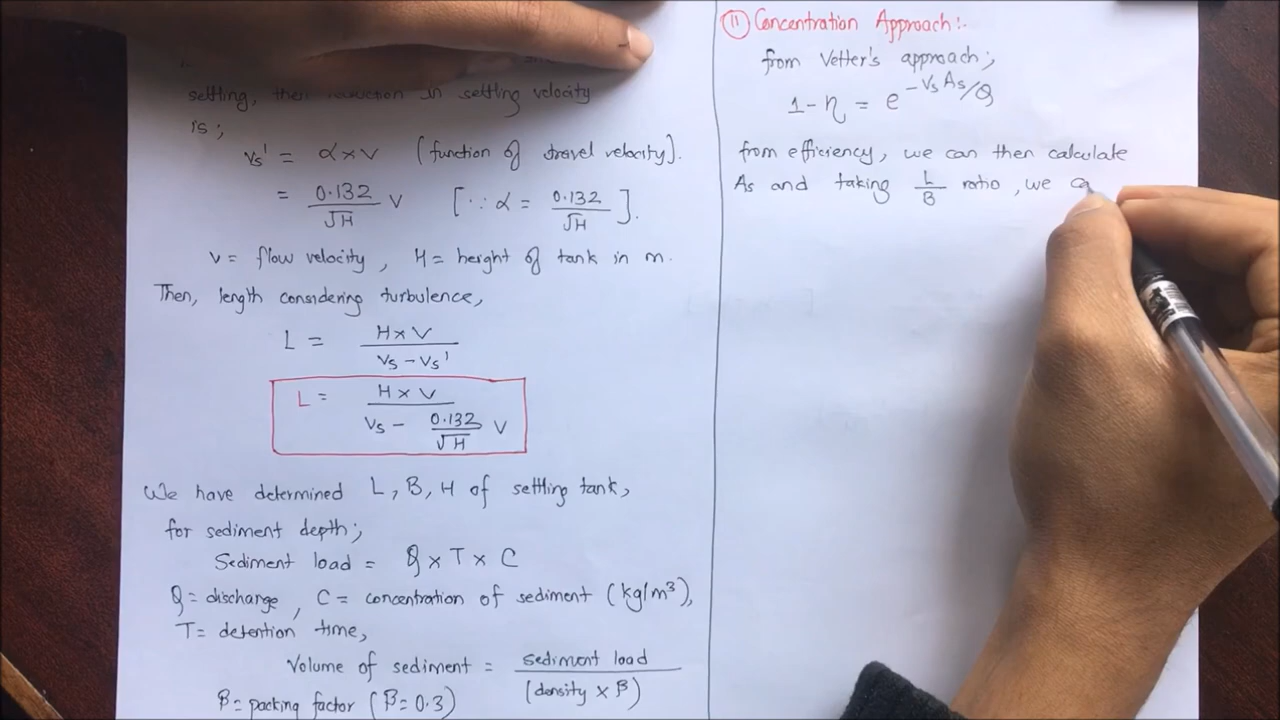 settling, then reduction in settling velocity
is;
Vs' = α x V (function of travel velocity).
= 0.132/√H V [∵ α = 0.132/√H].
V = flow velocity, H = height of tank in m.
Then, length considering turbulence,
L = H x V / Vs - Vs'
L = H x V / Vs - 0.132/√H V
We have determined L, B, H of settling tank,
for sediment depth;
Sediment load = Q x T x C
Q = discharge, C = concentration of sediment (kg/m³),
T = detention time,
Volume of sediment = sediment load / (density x β)
β = packing factor (β = 0.3)
(ii) Concentration Approach:-
from Vetter's approach;
1 - η = e^(-Vs As/Q)
from efficiency, we can then calculate
As and taking L/B ratio, we